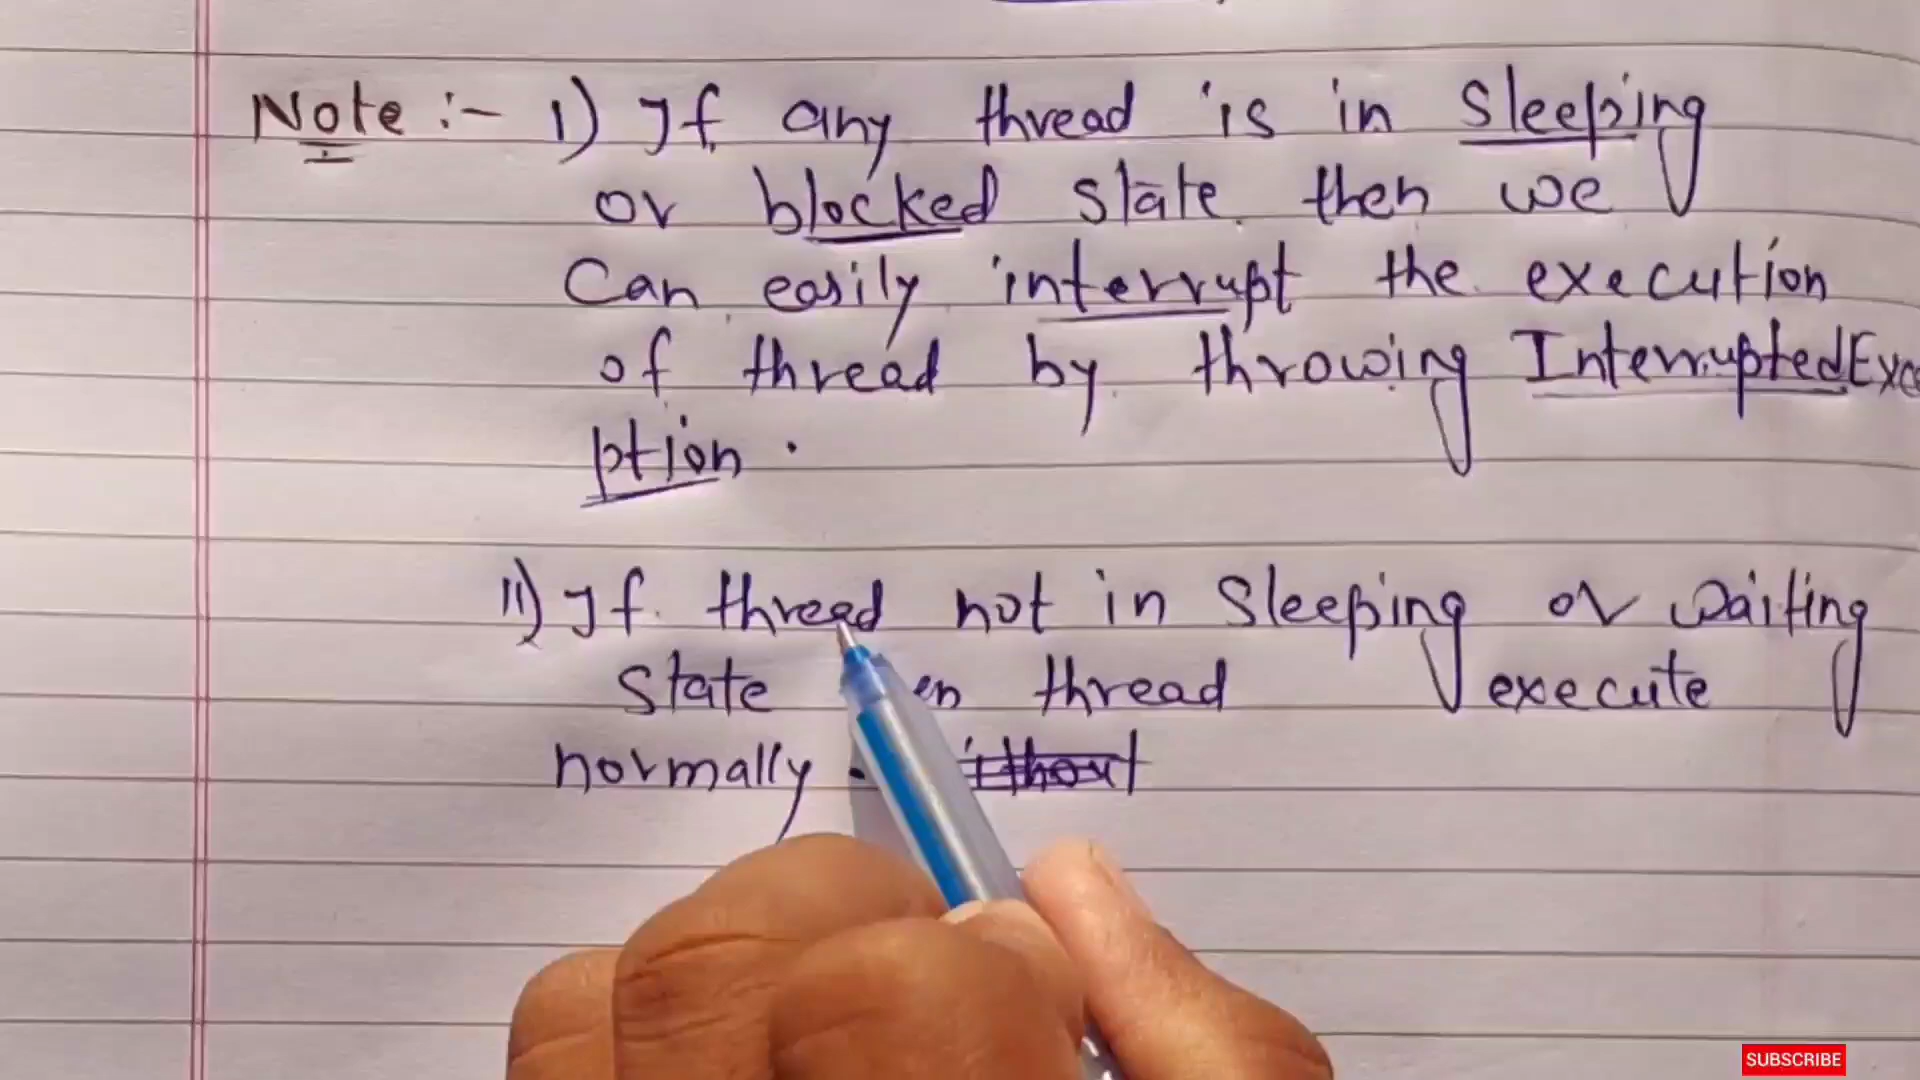 Note :- 1) If any thread is in Sleeping
or blocked state then we
Can easily interrupt the execution
of thread by throwing InterruptedExce
ption.
11) If thread not in Sleeping or Waiting
State thread execute
normally.
SUBSCRIBE